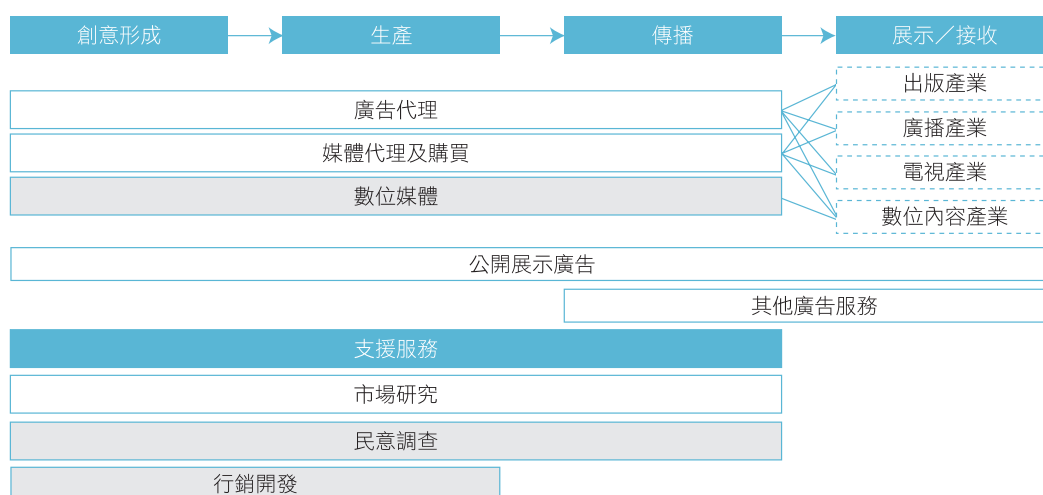 創意形成
生產
傳播
展示／接收
出版產業
廣告代理
廣播產業
媒體代理及購買
電視產業
數位媒體
數位內容產業
公開展示廣告
其他廣告服務
支援服務
市場研究
民意調查
行銷開發